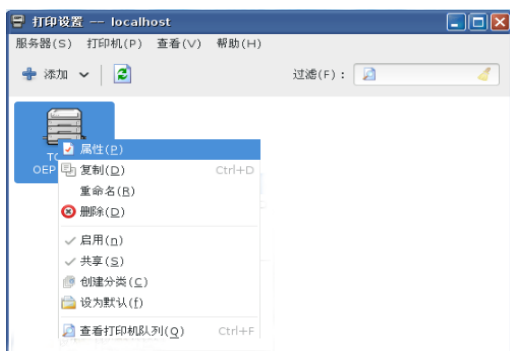 打印设置 —— localhost
服务器(S) 打印机(P) 查看(V) 帮助(H)
添加 过滤(F)：
TO
OEP
属性(P)
复制(D) Ctrl+D
重命名(R)
删除(D)
启用(n)
共享(S)
创建分类(C)
设为默认(f)
查看打印机队列(Q) Ctrl+F